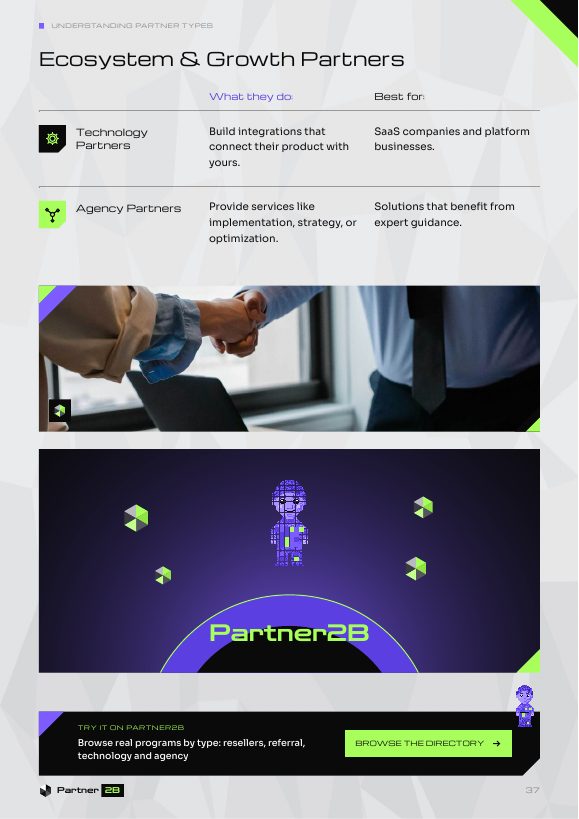 UNDERSTANDING PARTNER TYPES
Ecosystem & Growth Partners
What they do:
Best for:
Technology
Partners
Build integrations that
connect their product with
yours.
SaaS companies and platform
businesses.
Agency Partners
Provide services like
implementation, strategy, or
optimization.
Solutions that benefit from
expert guidance.
Partner2B
TRY IT ON PARTNER2B
Browse real programs by type: resellers, referral,
technology and agency
BROWSE THE DIRECTORY →
Partner 2B
37